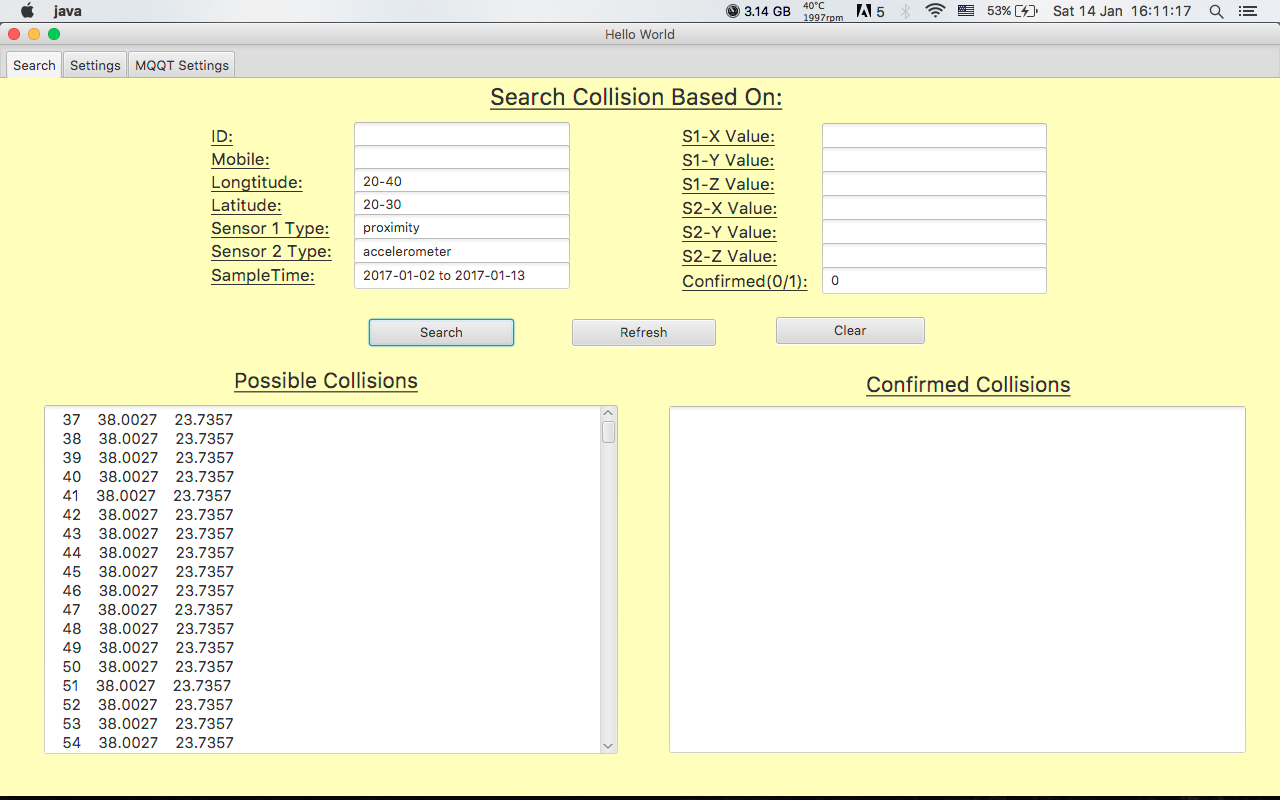 java 3.14 GB 40°C 1997rpm 5 53% Sat 14 Jan 16:11:17
Hello World
Search Settings MQQT Settings
Search Collision Based On:
ID:
Mobile:
Longtitude: 20-40
Latitude: 20-30
Sensor 1 Type: proximity
Sensor 2 Type: accelerometer
SampleTime: 2017-01-02 to 2017-01-13
S1-X Value:
S1-Y Value:
S1-Z Value:
S2-X Value:
S2-Y Value:
S2-Z Value:
Confirmed(0/1): 0
Search Refresh Clear
Possible Collisions
37 38.0027 23.7357
38 38.0027 23.7357
39 38.0027 23.7357
40 38.0027 23.7357
41 38.0027 23.7357
42 38.0027 23.7357
43 38.0027 23.7357
44 38.0027 23.7357
45 38.0027 23.7357
46 38.0027 23.7357
47 38.0027 23.7357
48 38.0027 23.7357
49 38.0027 23.7357
50 38.0027 23.7357
51 38.0027 23.7357
52 38.0027 23.7357
53 38.0027 23.7357
54 38.0027 23.7357
Confirmed Collisions